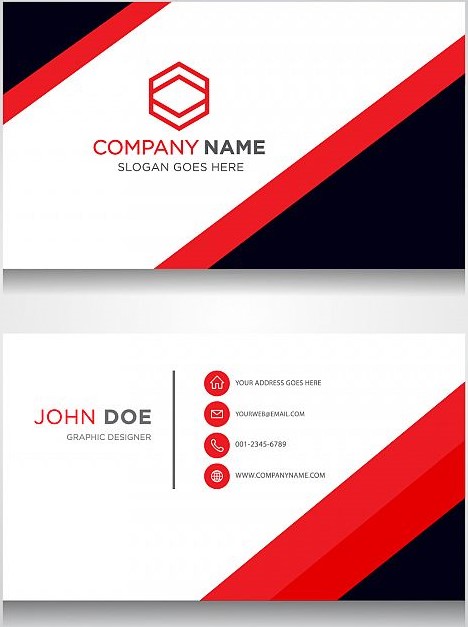 COMPANY NAME
SLOGAN GOES HERE
JOHN DOE
GRAPHIC DESIGNER
YOUR ADDRESS GOES HERE
YOURWEB@EMAIL.COM
001-2345-6789
WWW.COMPANYNAME.COM